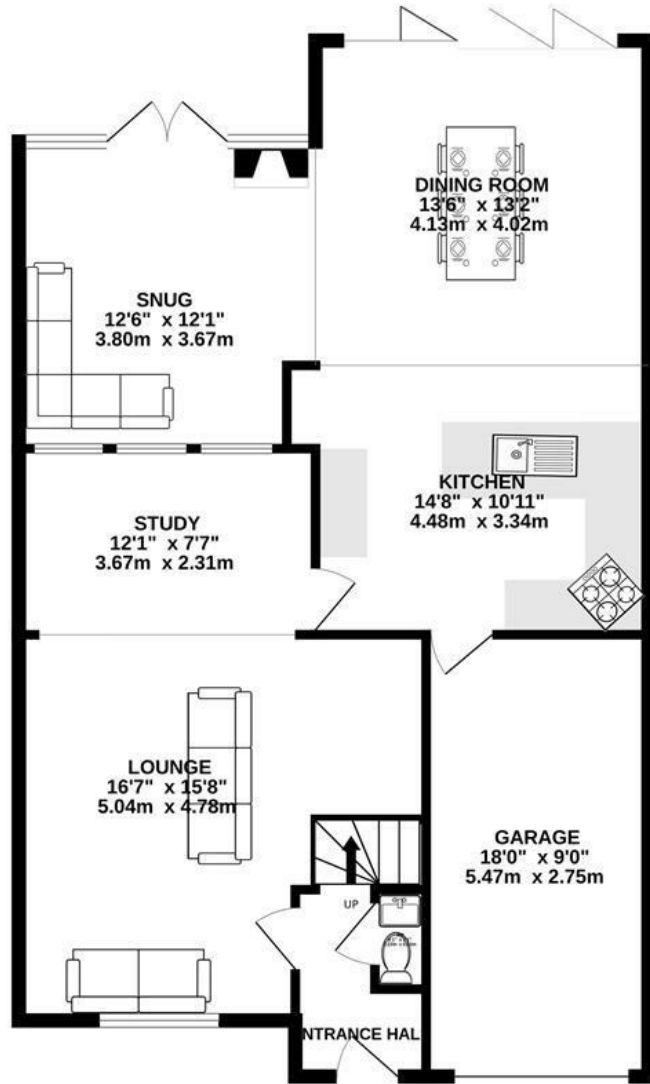 DINING ROOM
13'6" x 13'2"
4.13m x 4.02m
SNUG
12'6" x 12'1"
3.80m x 3.67m
KITCHEN
14'8" x 10'11"
4.48m x 3.34m
STUDY
12'1" x 7'7"
3.67m x 2.31m
LOUNGE
16'7" x 15'8"
5.04m x 4.78m
GARAGE
18'0" x 9'0"
5.47m x 2.75m
UP
NTRANCE HAL